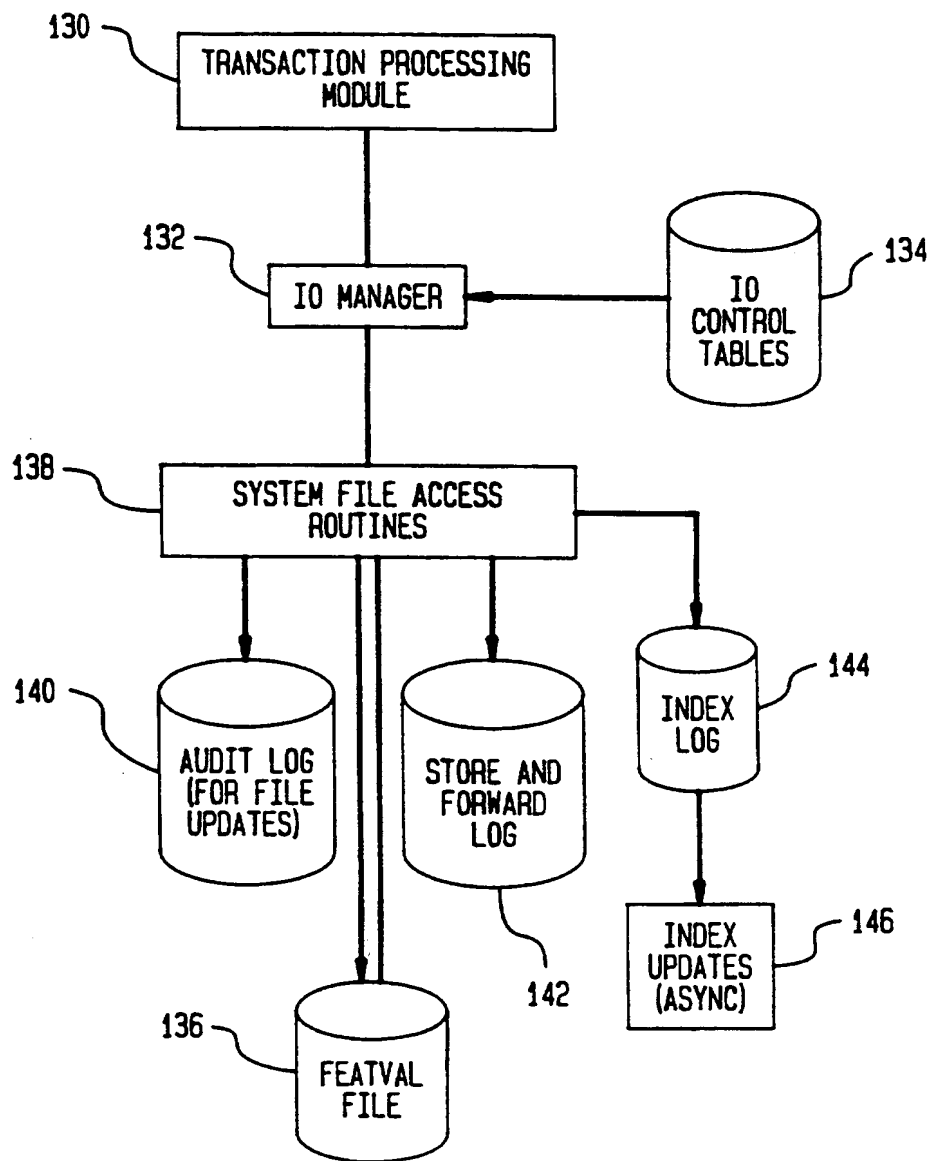 130
TRANSACTION PROCESSING
MODULE
132
IO MANAGER
134
IO
CONTROL
TABLES
138
SYSTEM FILE ACCESS
ROUTINES
140
AUDIT LOG
(FOR FILE
UPDATES)
STORE AND
FORWARD
LOG
142
144
INDEX
LOG
146
INDEX
UPDATES
(ASYNC)
136
FEATVAL
FILE